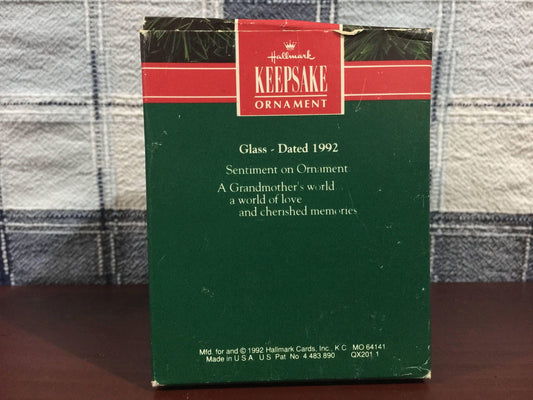 Hallmark
KEEPSAKE
ORNAMENT
Glass - Dated 1992
Sentiment on Ornament
A Grandmother's world...
a world of love
and cherished memories
Mfd. for and © 1992 Hallmark Cards, Inc., K C MO 64141
Made in U S A U S Pat No 4 483 890 QX201 1